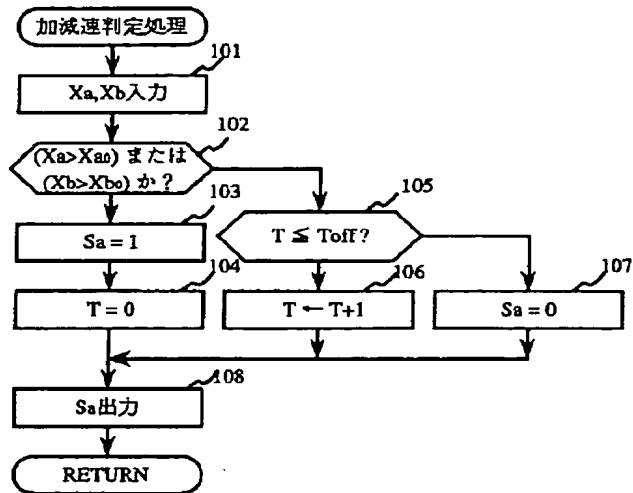 加減速判定処理
101
Xa,Xb入力
102
(Xa>Xa₀) または
(Xb>Xb₀) か?
103
105
Sa = 1
T ≦ Toff?
104
106
107
T = 0
T ← T+1
Sa = 0
108
Sa出力
RETURN